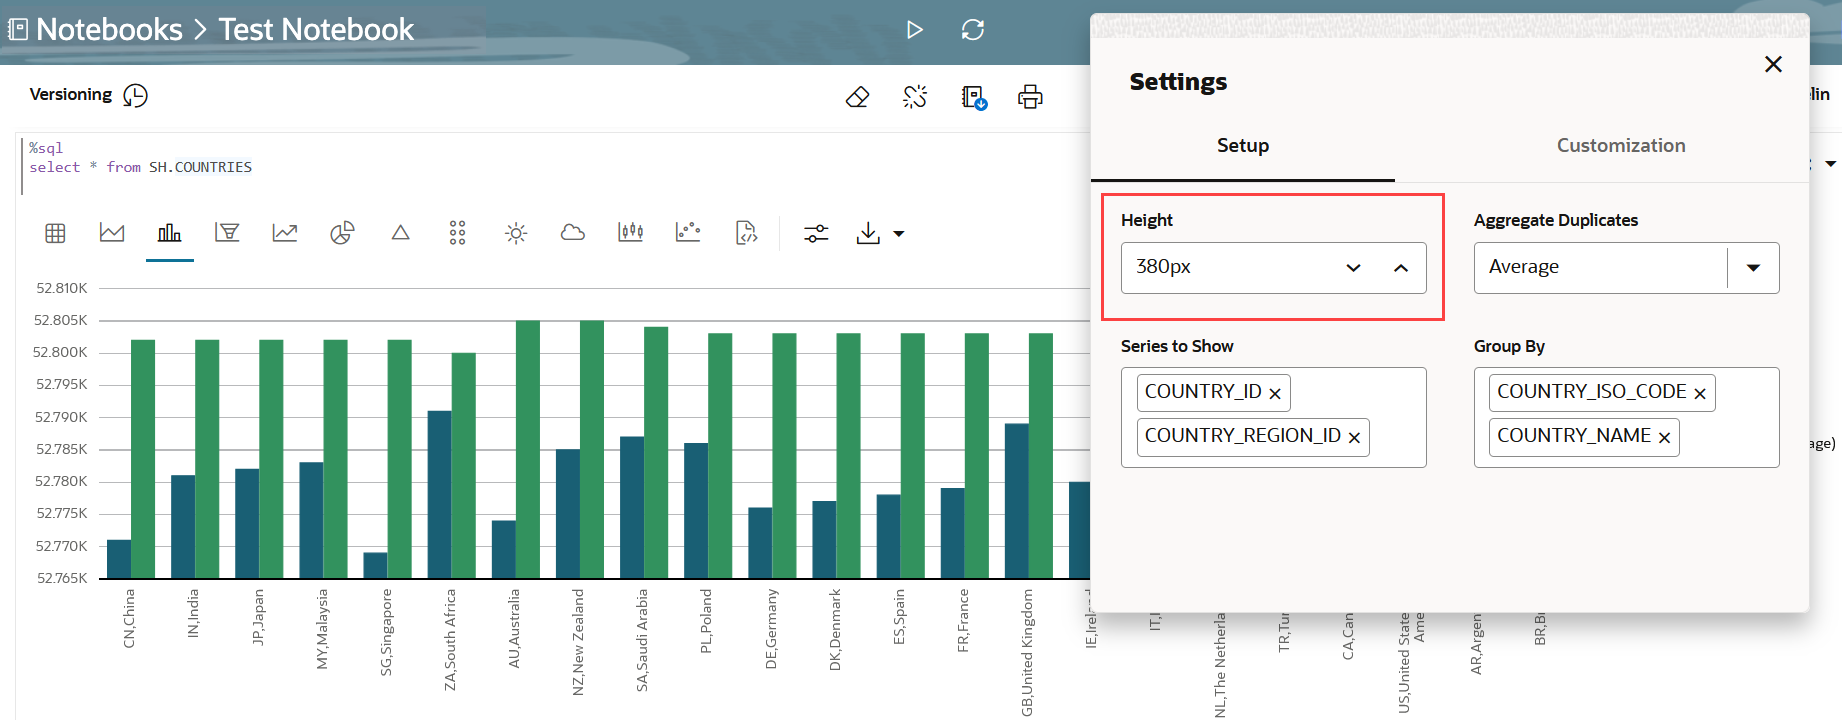 Notebooks > Test Notebook
Versioning
%sql
select * from SH.COUNTRIES
52.810K
52.805K
52.800K
52.795K
52.790K
52.785K
52.780K
52.775K
52.770K
52.765K
CN,China
IN,India
JP,Japan
MY,Malaysia
SG,Singapore
ZA,South Africa
AU,Australia
NZ,New Zealand
SA,Saudi Arabia
PL,Poland
DE,Germany
DK,Denmark
ES,Spain
FR,France
GB,United Kingdom
IE,Irelan
IT,
NL,The Netherla
TR,Tur
CA,Can
US,United State
Ame
AR,Argen
BR,B
Settings
Setup
Customization
Height
380px
Aggregate Duplicates
Average
Series to Show
COUNTRY_ID ×
COUNTRY_REGION_ID ×
Group By
COUNTRY_ISO_CODE ×
COUNTRY_NAME ×
lin
age)